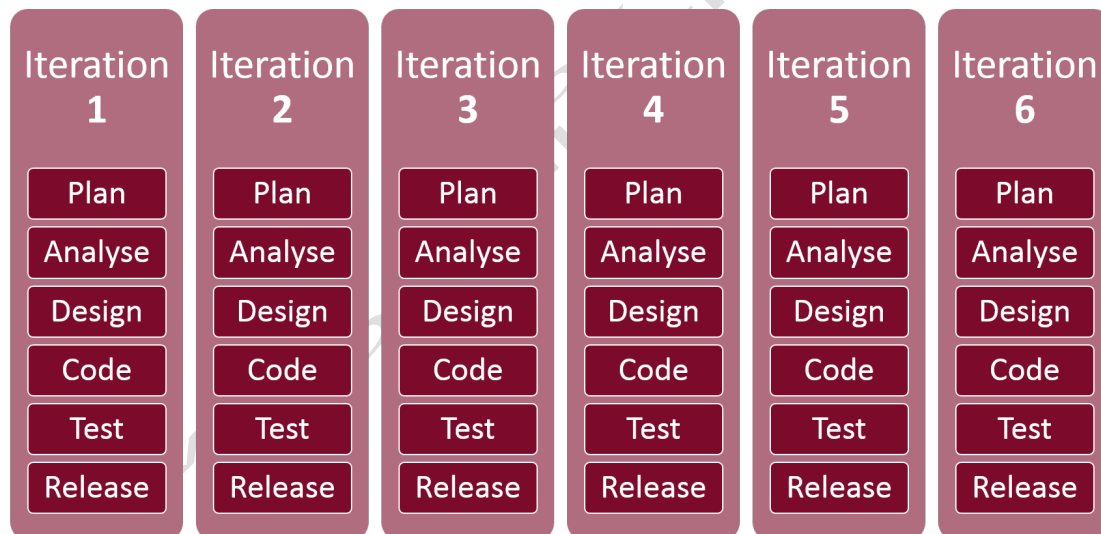 Iteration
1
Plan
Analyse
Design
Code
Test
Release
Iteration
2
Plan
Analyse
Design
Code
Test
Release
Iteration
3
Plan
Analyse
Design
Code
Test
Release
Iteration
4
Plan
Analyse
Design
Code
Test
Release
Iteration
5
Plan
Analyse
Design
Code
Test
Release
Iteration
6
Plan
Analyse
Design
Code
Test
Release